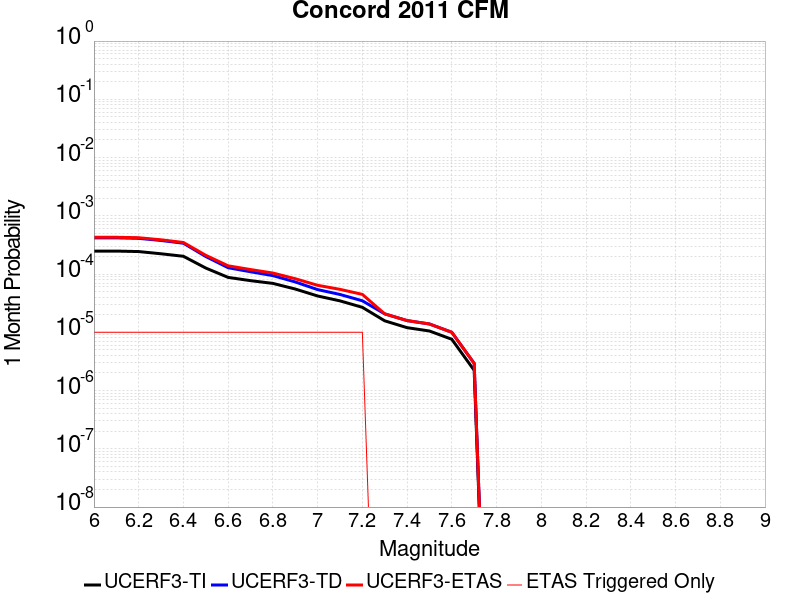 Concord 2011 CFM
10^0
10^-1
10^-2
10^-3
10^-4
10^-5
10^-6
10^-7
10^-8
1 Month Probability
6 6.2 6.4 6.6 6.8 7 7.2 7.4 7.6 7.8 8 8.2 8.4 8.6 8.8 9
Magnitude
UCERF3-TI UCERF3-TD UCERF3-ETAS ETAS Triggered Only